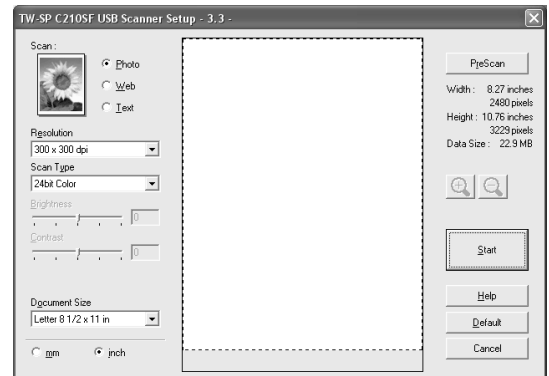 TW-SP C210SF USB Scanner Setup - 3.3 -
Scan :
Photo
Web
Text
Resolution
300 x 300 dpi
Scan Type
24bit Color
Brightness
0
Contrast
0
Document Size
Letter 8 1/2 x 11 in
mm inch
PreScan
Width : 8.27 inches
2480 pixels
Height : 10.76 inches
3229 pixels
Data Size : 22.9 MB
Start
Help
Default
Cancel